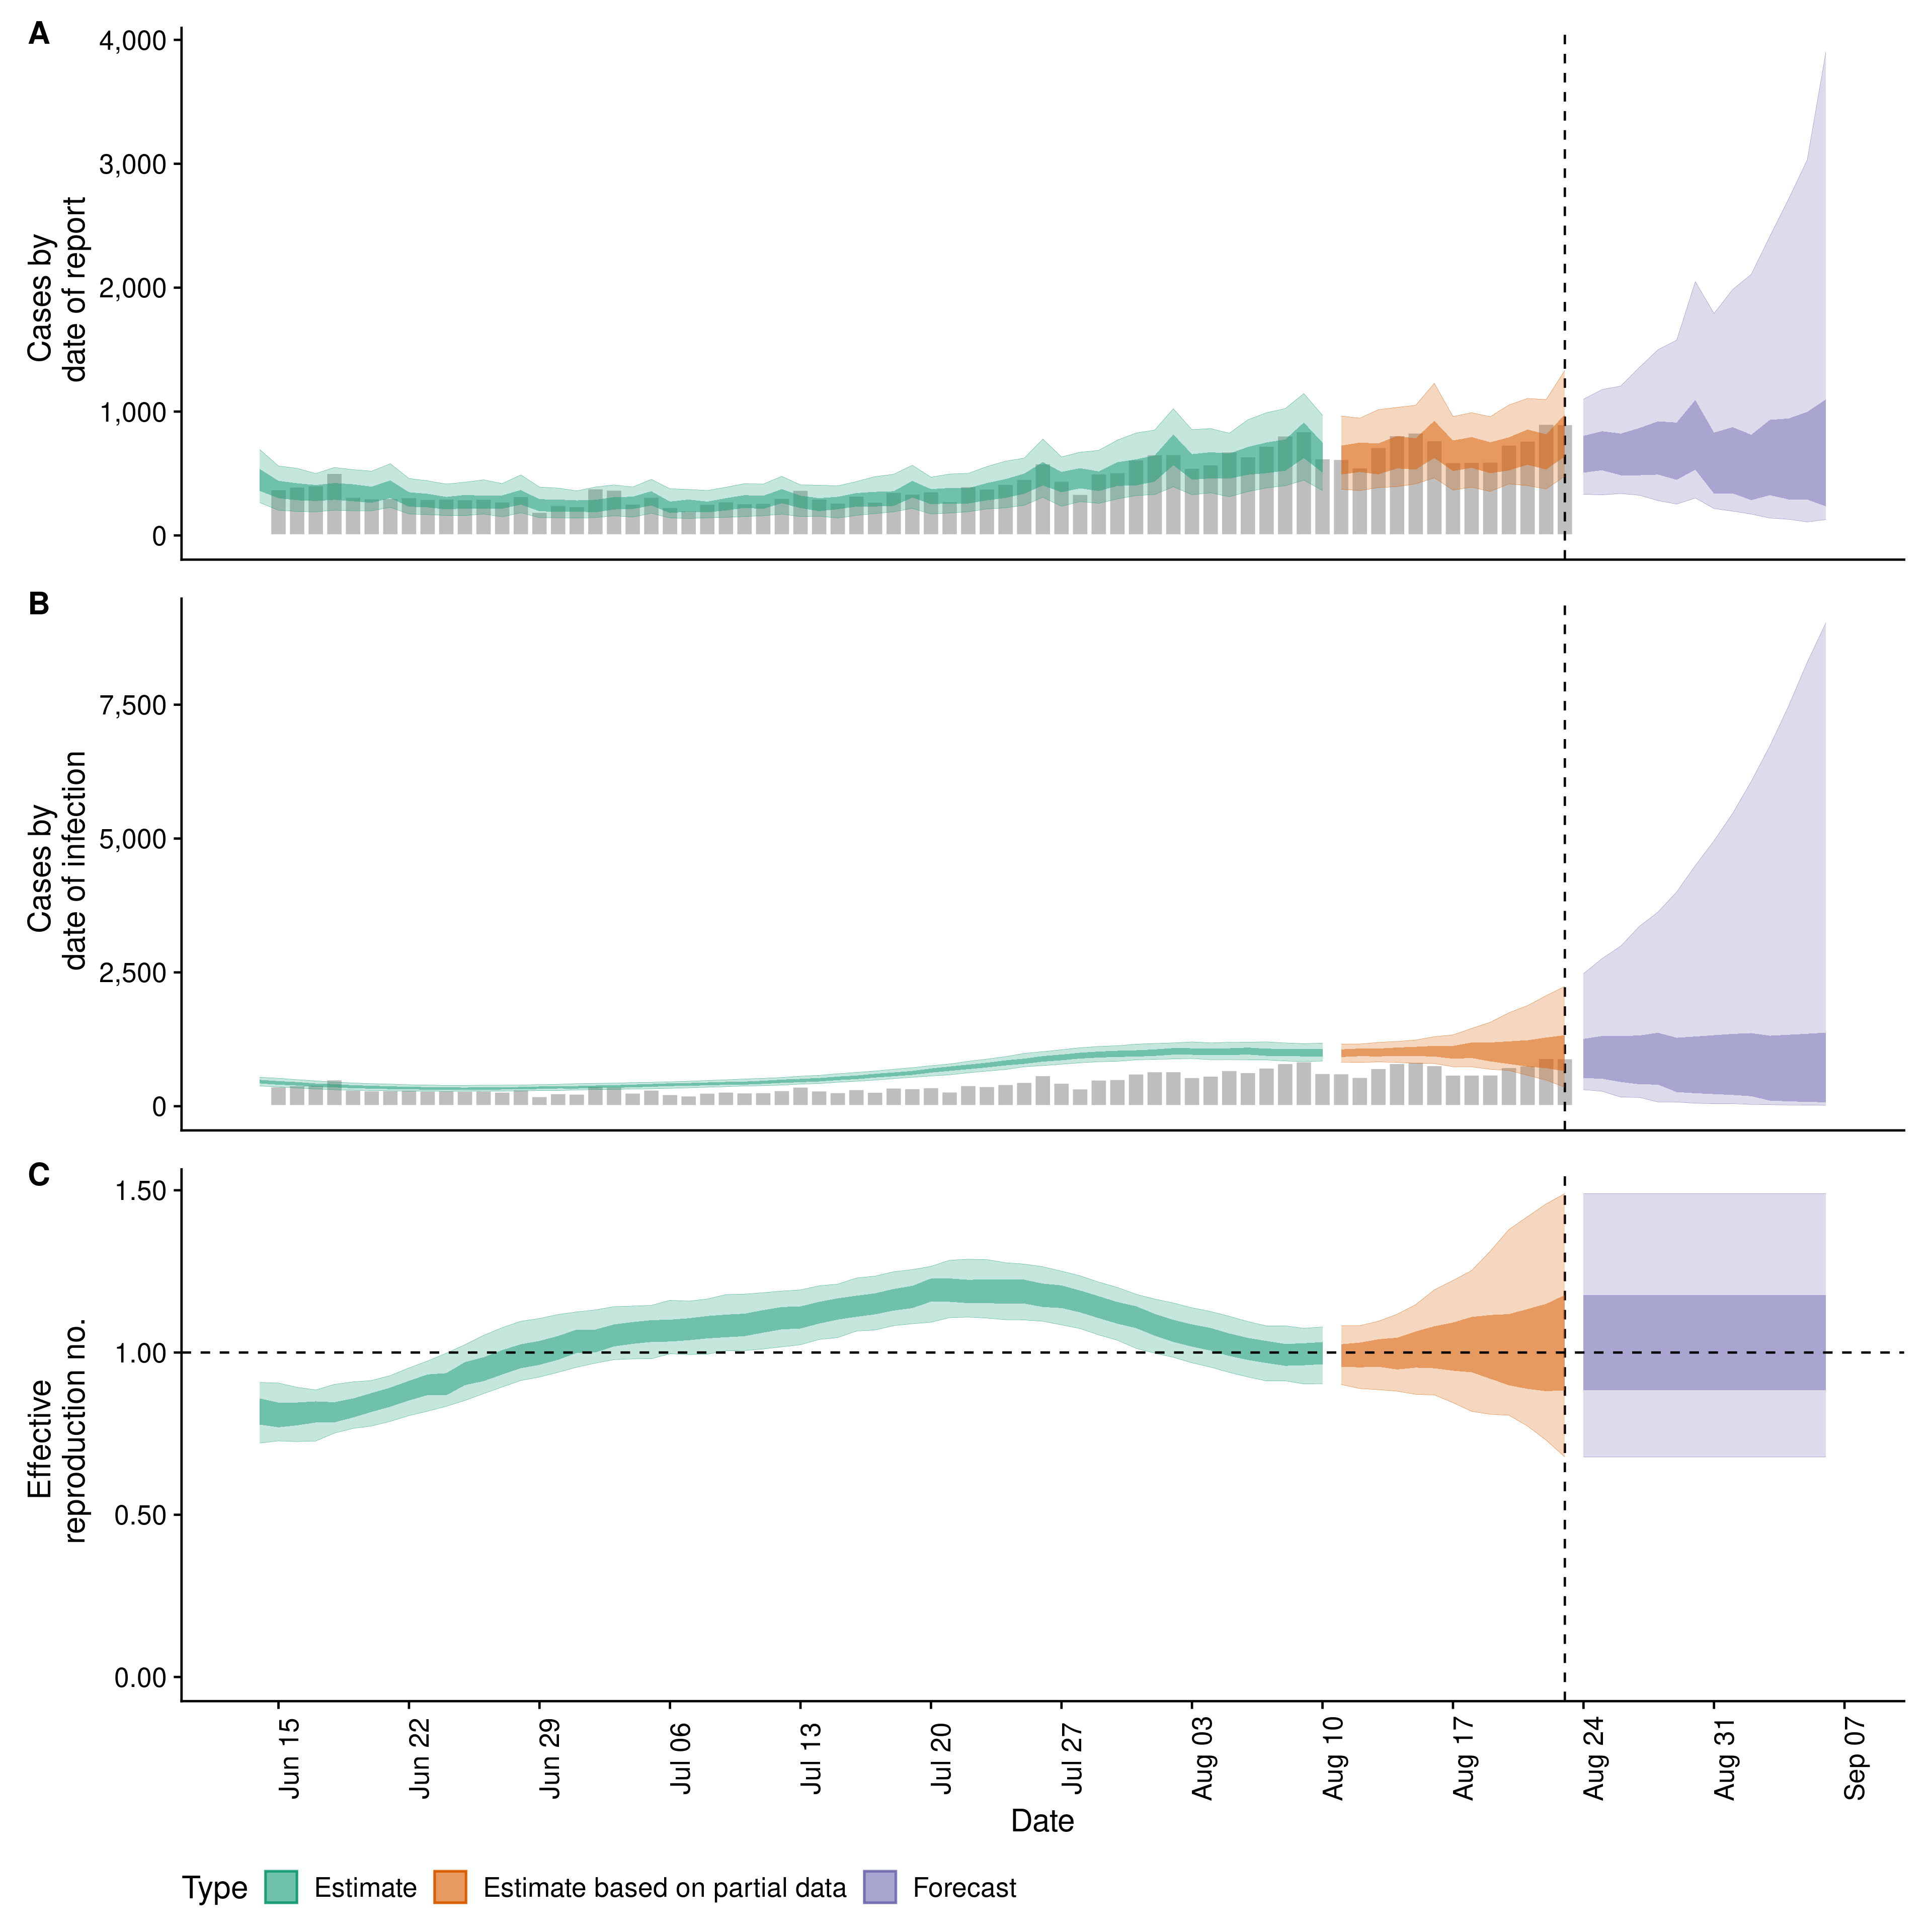 A
4,000
3,000
2,000
1,000
0
Cases by
date of report
B
7,500
5,000
2,500
0
Cases by
date of infection
C
1.50
1.00
0.50
0.00
Effective
reproduction no.
Jun 15
Jun 22
Jun 29
Jul 06
Jul 13
Jul 20
Jul 27
Aug 03
Aug 10
Aug 17
Aug 24
Aug 31
Sep 07
Date
Type Estimate Estimate based on partial data Forecast